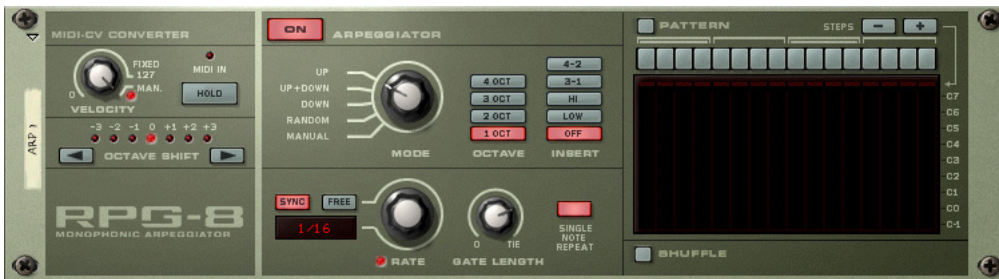 MIDI-CV CONVERTER
FIXED
127
MAN.
0
VELOCITY
MIDI IN
HOLD
-3 -2 -1 0 +1 +2 +3
OCTAVE SHIFT
ARP 1
RPG-8
MONOPHONIC ARPEGGIATOR
ON
ARPEGGIATOR
UP
UP+DOWN
DOWN
RANDOM
MANUAL
MODE
4 OCT
3 OCT
2 OCT
1 OCT
OCTAVE
4-2
3-1
HI
LOW
OFF
INSERT
SYNC
FREE
1/16
RATE
0
TIE
GATE LENGTH
SINGLE
NOTE
REPEAT
PATTERN
STEPS
-
+
C7
C6
C5
C4
C3
C2
C1
C0
C-1
SHUFFLE